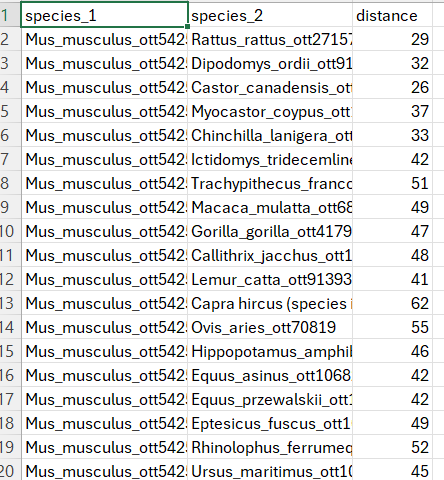 1 species_1 species_2 distance
2 Mus_musculus_ott542 Rattus_rattus_ott2715 29
3 Mus_musculus_ott542 Dipodomys_ordii_ott91 32
4 Mus_musculus_ott542 Castor_canadensis_ot 26
5 Mus_musculus_ott542 Myocastor_coypus_ott 37
6 Mus_musculus_ott542 Chinchilla_lanigera_ott 33
7 Mus_musculus_ott542 Ictidomys_tridecemline 42
8 Mus_musculus_ott542 Trachypithecus_franco 51
9 Mus_musculus_ott542 Macaca_mulatta_ott68 49
10 Mus_musculus_ott542 Gorilla_gorilla_ott4179 47
11 Mus_musculus_ott542 Callithrix_jacchus_ott1 48
12 Mus_musculus_ott542 Lemur_catta_ott91393 41
13 Mus_musculus_ott542 Capra hircus (species i 62
14 Mus_musculus_ott542 Ovis_aries_ott70819 55
15 Mus_musculus_ott542 Hippopotamus_amphil 46
16 Mus_musculus_ott542 Equus_asinus_ott1068 42
17 Mus_musculus_ott542 Equus_przewalskii_ott1 42
18 Mus_musculus_ott542 Eptesicus_fuscus_ott1 49
19 Mus_musculus_ott542 Rhinolophus_ferrumeq 52
20 Mus_musculus_ott542 Ursus_maritimus_ott10 45